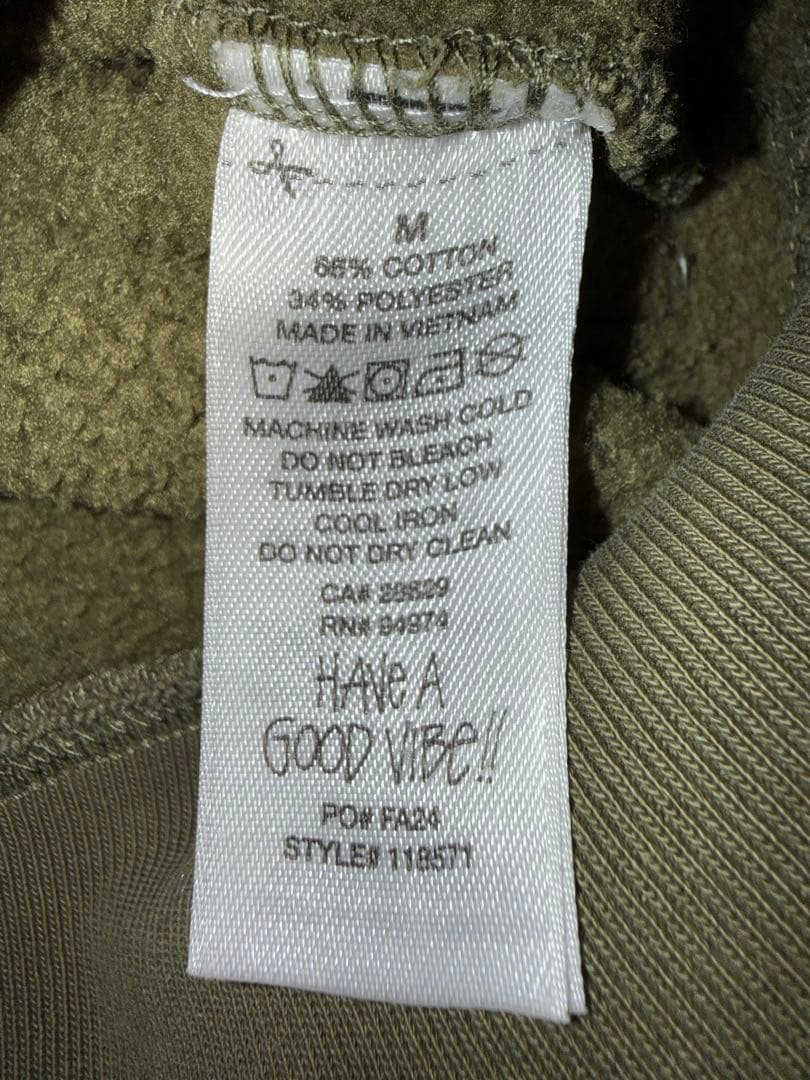 M
66% COTTON
34% POLYESTER
MADE IN VIETNAM
MACHINE WASH COLD
DO NOT BLEACH
TUMBLE DRY LOW
COOL IRON
DO NOT DRY CLEAN
CA# 28829
RN# 94974
HAVE A
GOOD VIBE!!
PO# FA24
STYLE# 118571